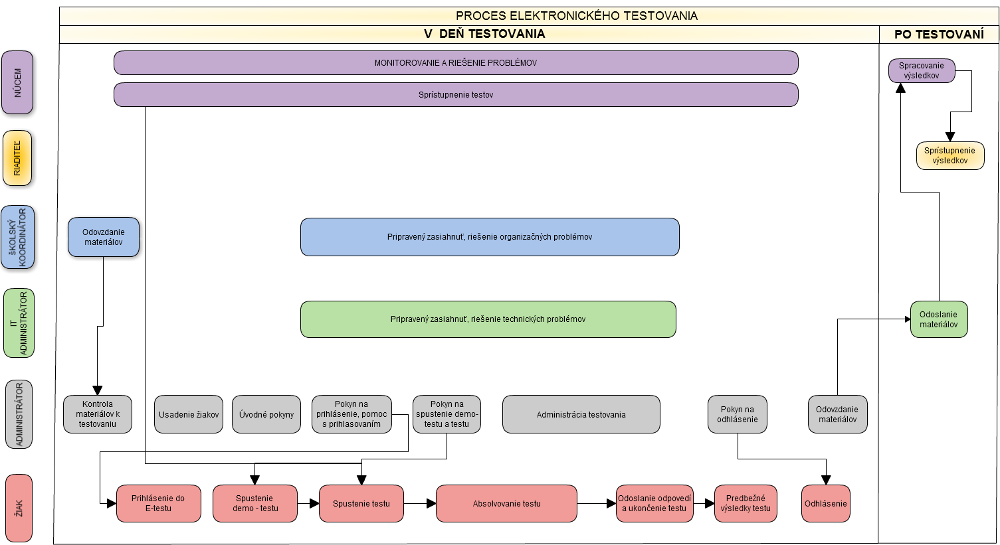 PROCES ELEKTRONICKÉHO TESTOVANIA
V DEŇ TESTOVANIA
PO TESTOVANÍ
NÚCEM
MONITOROVANIE A RIEŠENIE PROBLÉMOV
Sprístupnenie testov
Spracovanie
výsledkov
RIADITEĽ
Sprístupnenie
výsledkov
ŠKOLSKÝ
KOORDINÁTOR
Odovzdanie
materiálov
Pripravený zasiahnuť, riešenie organizačných problémov
IT
ADMINISTRÁTOR
Pripravený zasiahnuť, riešenie technických problémov
Odoslanie
materiálov
ADMINISTRÁTOR
Kontrola
materiálov k
testovaniu
Usadenie žiakov
Úvodné pokyny
Pokyn na
prihlásenie, pomoc
s prihlasovaním
Pokyn na
spustenie demo-
testu a testu
Administrácia testovania
Pokyn na
odhlásenie
Odovzdanie
materiálov
ŽIAK
Prihlásenie do
E-testu
Spustenie
demo - testu
Spustenie testu
Absolvovanie testu
Odoslanie odpovedí
a ukončenie testu
Predbežné
výsledky testu
Odhlásenie